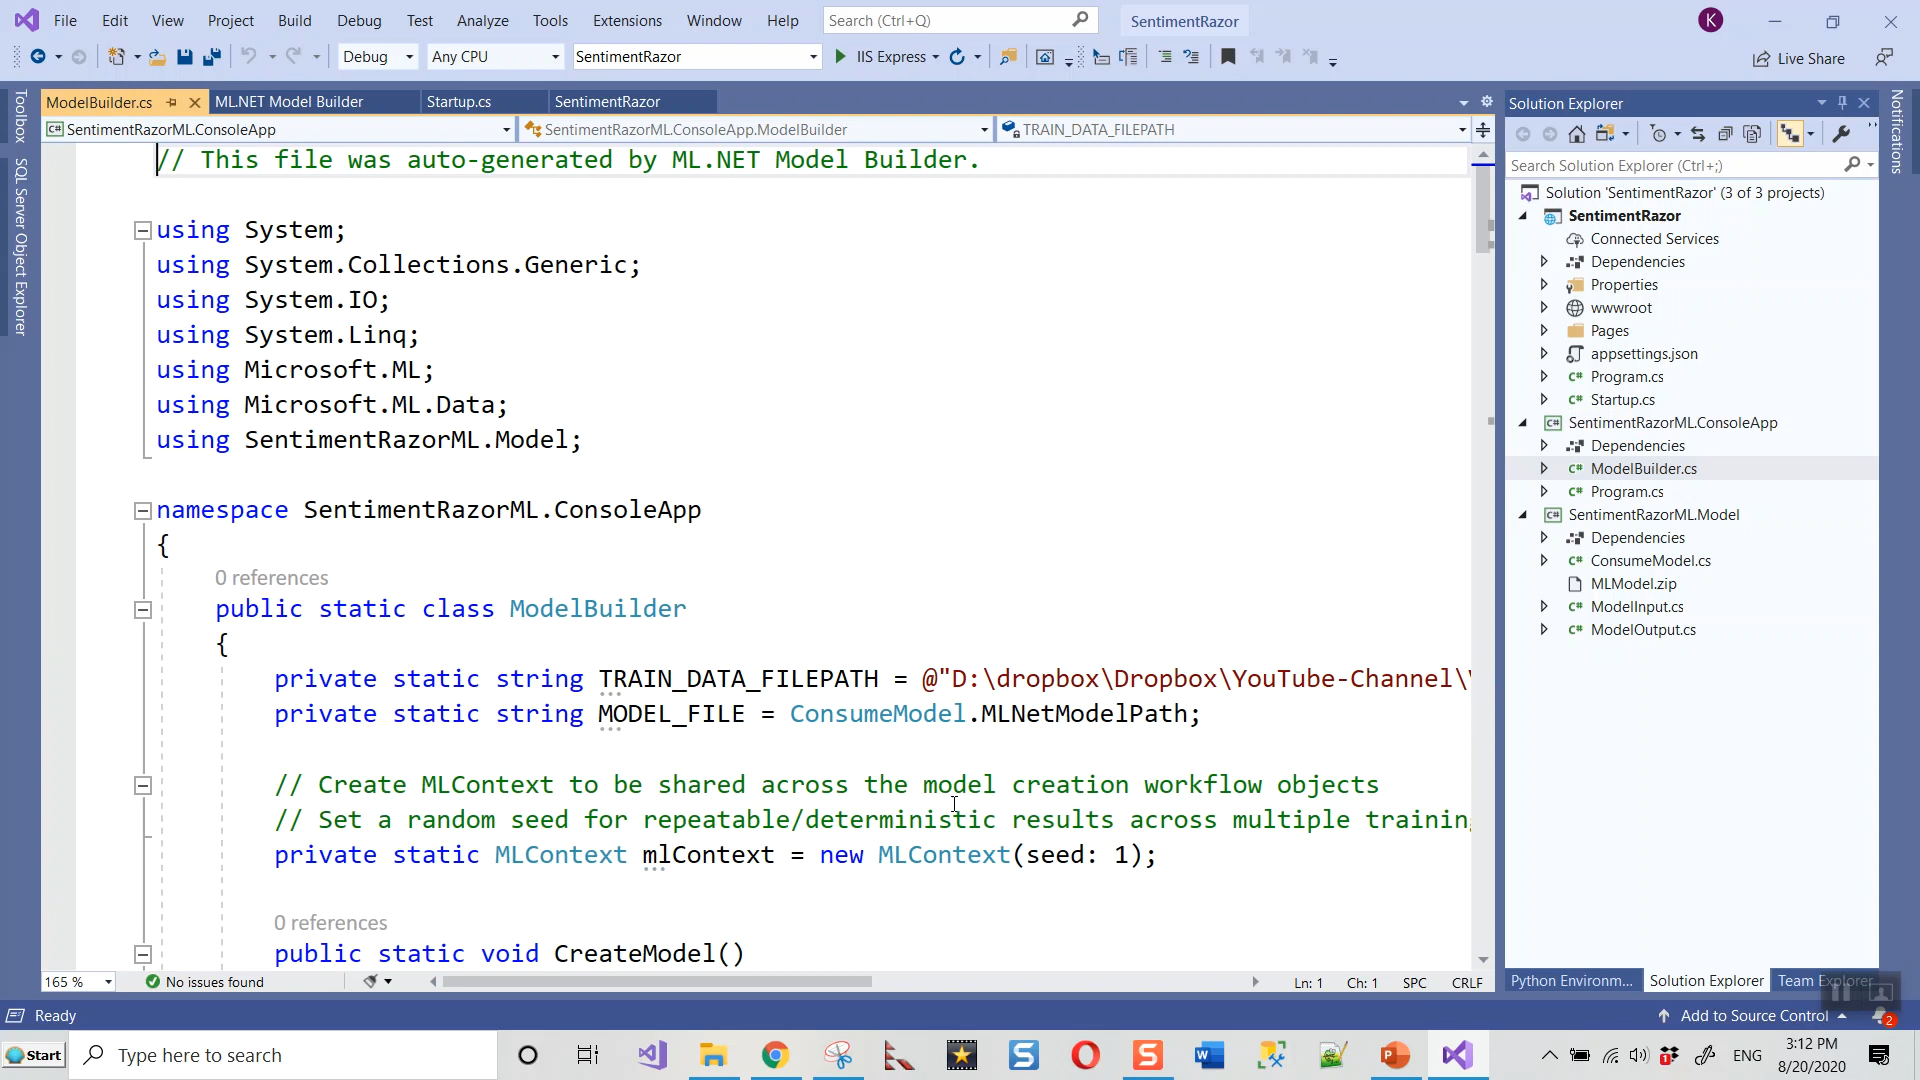 File Edit View Project Build Debug Test Analyze Tools Extensions Window Help Search (Ctrl+Q) SentimentRazor K
Debug Any CPU SentimentRazor IIS Express Live Share
Toolbox
SQL Server Object Explorer
ModelBuilder.cs ML.NET Model Builder Startup.cs SentimentRazor
C# SentimentRazorML.ConsoleApp SentimentRazorML.ConsoleApp.ModelBuilder TRAIN_DATA_FILEPATH
// This file was auto-generated by ML.NET Model Builder.
using System;
using System.Collections.Generic;
using System.IO;
using System.Linq;
using Microsoft.ML;
using Microsoft.ML.Data;
using SentimentRazorML.Model;
namespace SentimentRazorML.ConsoleApp
{
0 references
public static class ModelBuilder
{
private static string TRAIN_DATA_FILEPATH = @"D:\dropbox\Dropbox\YouTube-Channel\
private static string MODEL_FILE = ConsumeModel.MLNetModelPath;
// Create MLContext to be shared across the model creation workflow objects
// Set a random seed for repeatable/deterministic results across multiple training
private static MLContext mlContext = new MLContext(seed: 1);
0 references
public static void CreateModel()
165 % No issues found Ln: 1 Ch: 1 SPC CRLF
Solution Explorer
Search Solution Explorer (Ctrl+;)
Solution 'SentimentRazor' (3 of 3 projects)
SentimentRazor
Connected Services
Dependencies
Properties
wwwroot
Pages
appsettings.json
C# Program.cs
C# Startup.cs
C# SentimentRazorML.ConsoleApp
Dependencies
C# ModelBuilder.cs
C# Program.cs
C# SentimentRazorML.Model
Dependencies
C# ConsumeModel.cs
MLModel.zip
C# ModelInput.cs
C# ModelOutput.cs
Python Environm... Solution Explorer Team Explorer
Notifications
Ready Add to Source Control 2
Start Type here to search ENG 3:12 PM
8/20/2020